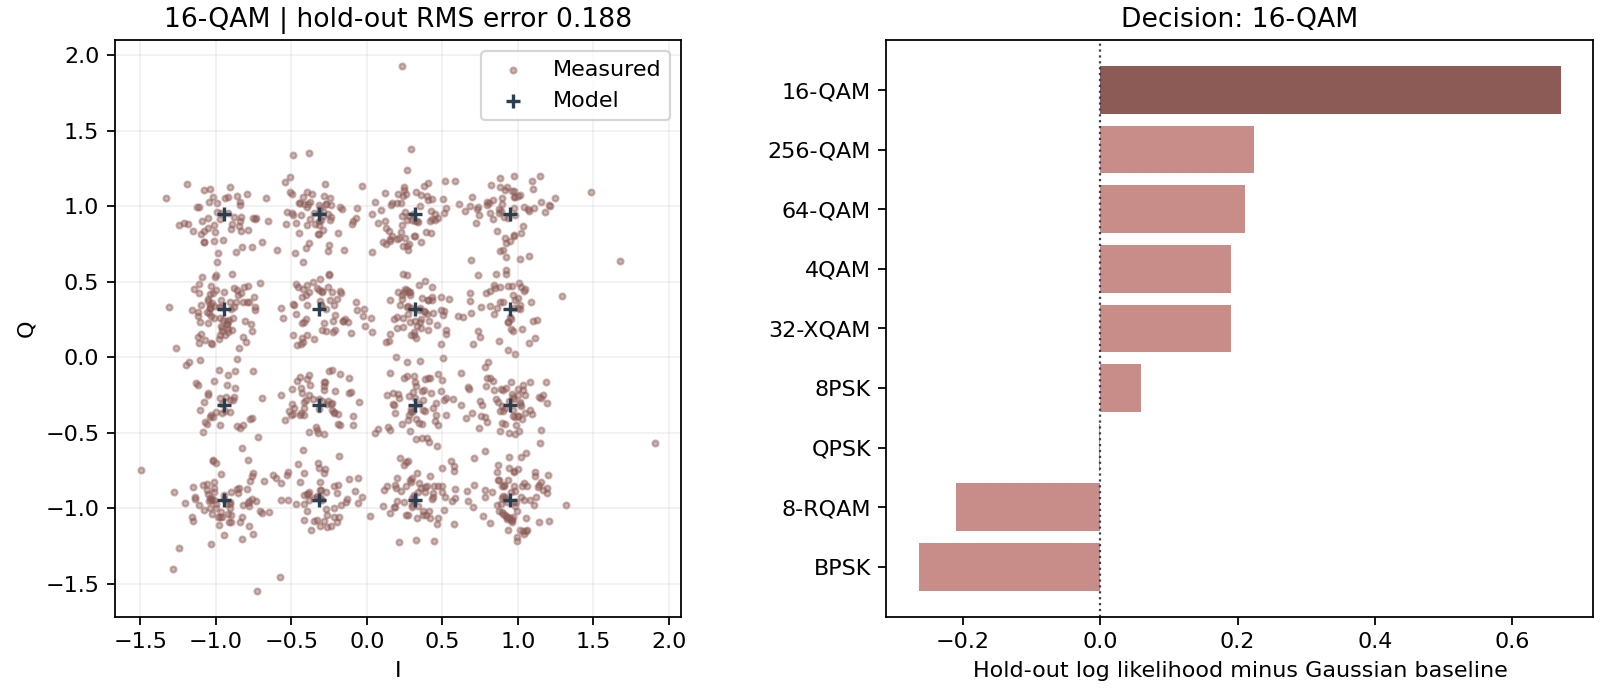 16-QAM | hold-out RMS error 0.188
2.0
1.5
1.0
0.5
0.0
−0.5
−1.0
−1.5
Q
Measured
Model
−1.5
−1.0
−0.5
0.0
0.5
1.0
1.5
2.0
I
Decision: 16-QAM
16-QAM
256-QAM
64-QAM
4QAM
32-XQAM
8PSK
QPSK
8-RQAM
BPSK
−0.2
0.0
0.2
0.4
0.6
Hold-out log likelihood minus Gaussian baseline